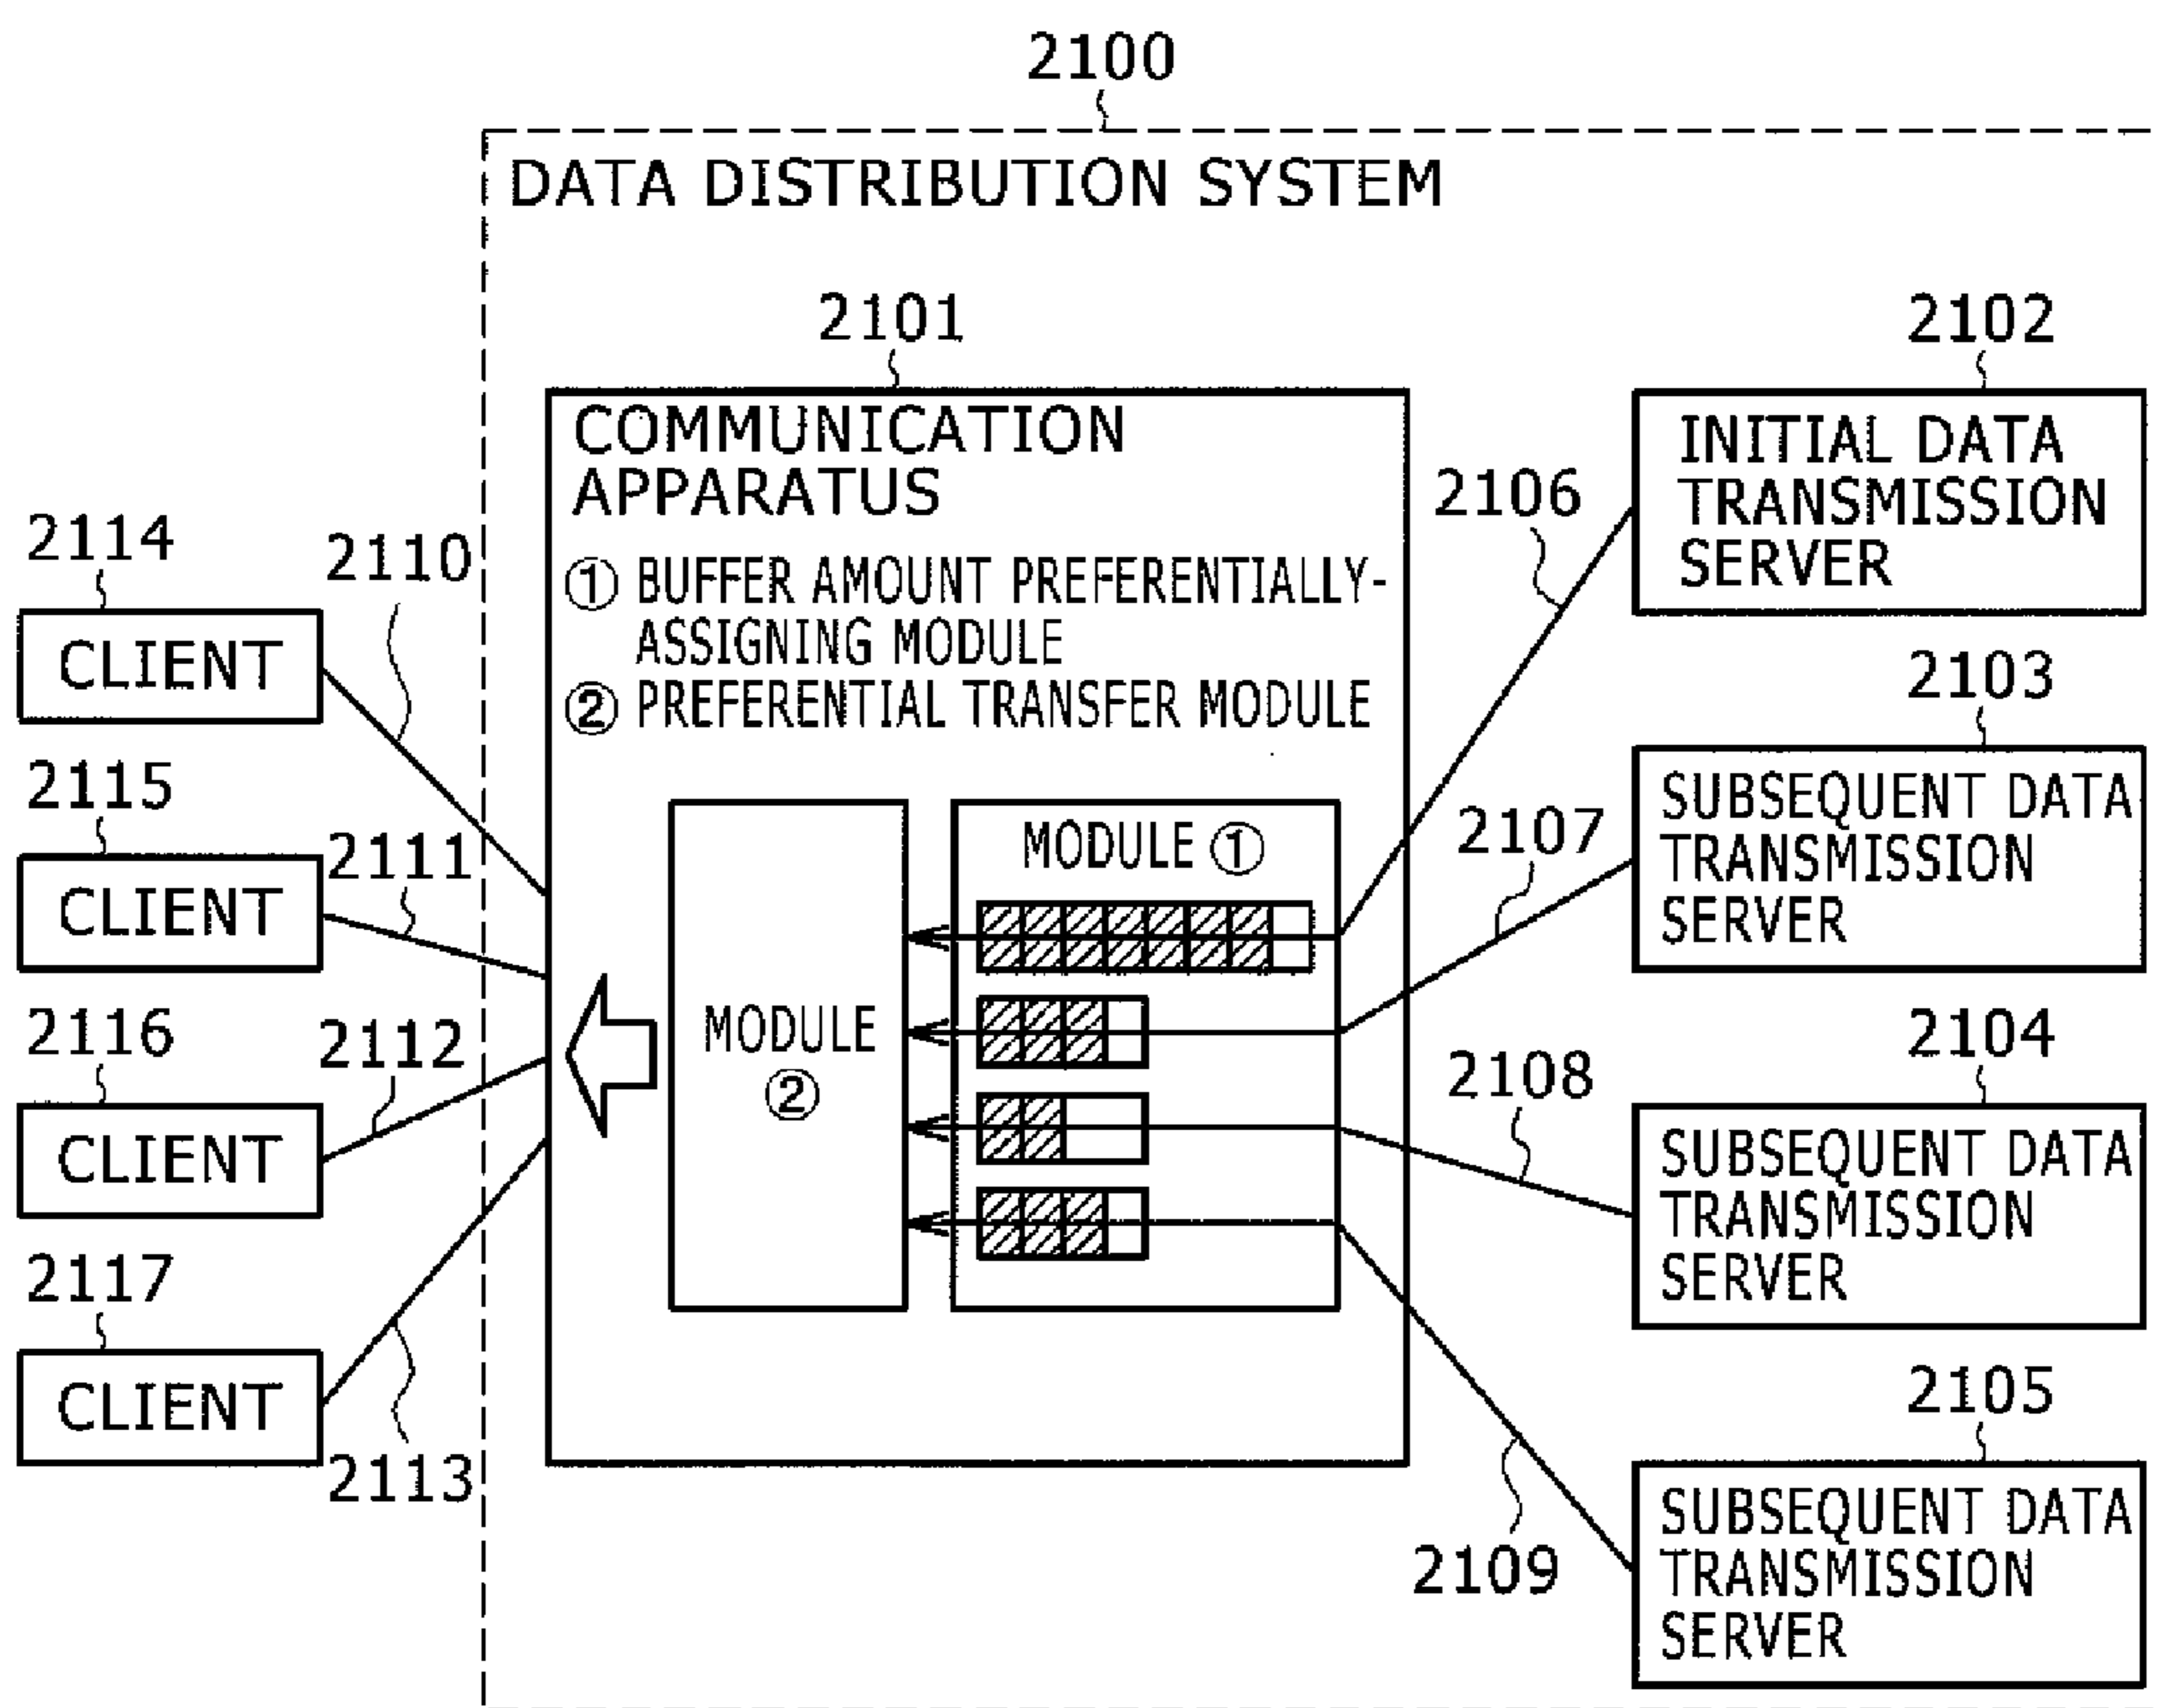 2100
DATA DISTRIBUTION SYSTEM
2101
COMMUNICATION
APPARATUS
① BUFFER AMOUNT PREFERENTIALLY-
ASSIGNING MODULE
② PREFERENTIAL TRANSFER MODULE
2114
CLIENT
2110
2115
CLIENT
2111
2116
CLIENT
2112
2117
CLIENT
2113
MODULE
②
MODULE ①
2106
2107
2108
2109
2102
INITIAL DATA
TRANSMISSION
SERVER
2103
SUBSEQUENT DATA
TRANSMISSION
SERVER
2104
SUBSEQUENT DATA
TRANSMISSION
SERVER
2105
SUBSEQUENT DATA
TRANSMISSION
SERVER